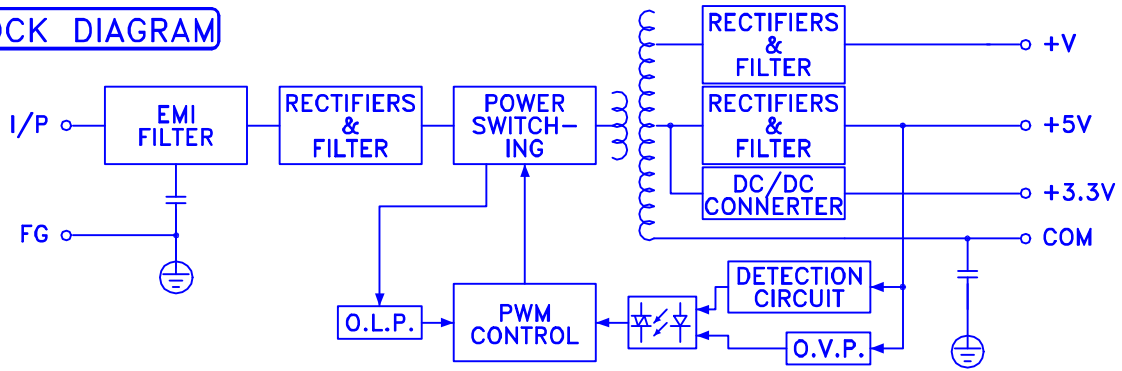 OCK DIAGRAM
RECTIFIERS
&
FILTER
+V
I/P
EMI
FILTER
RECTIFIERS
&
FILTER
POWER
SWITCH-
ING
RECTIFIERS
&
FILTER
+5V
DC/DC
CONNERTER
+3.3V
FG
COM
DETECTION
CIRCUIT
O.L.P.
PWM
CONTROL
O.V.P.